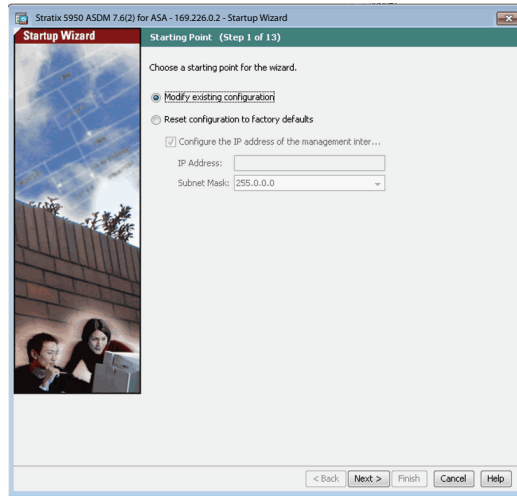 Stratix 5950 ASDM 7.6(2) for ASA - 169.226.0.2 - Startup Wizard
Startup Wizard
Starting Point (Step 1 of 13)
Choose a starting point for the wizard.
Modify existing configuration
Reset configuration to factory defaults
Configure the IP address of the management inter...
IP Address:
Subnet Mask: 255.0.0.0
< Back Next > Finish Cancel Help